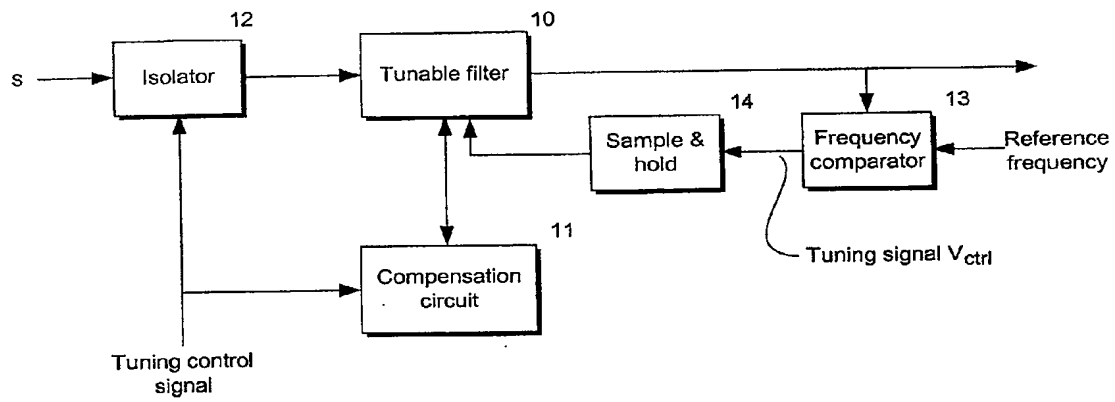 12
10
S
Isolator
Tunable filter
14
13
Sample &
hold
Frequency
comparator
Reference
frequency
11
Tuning signal Vctrl
Compensation
circuit
Tuning control
signal